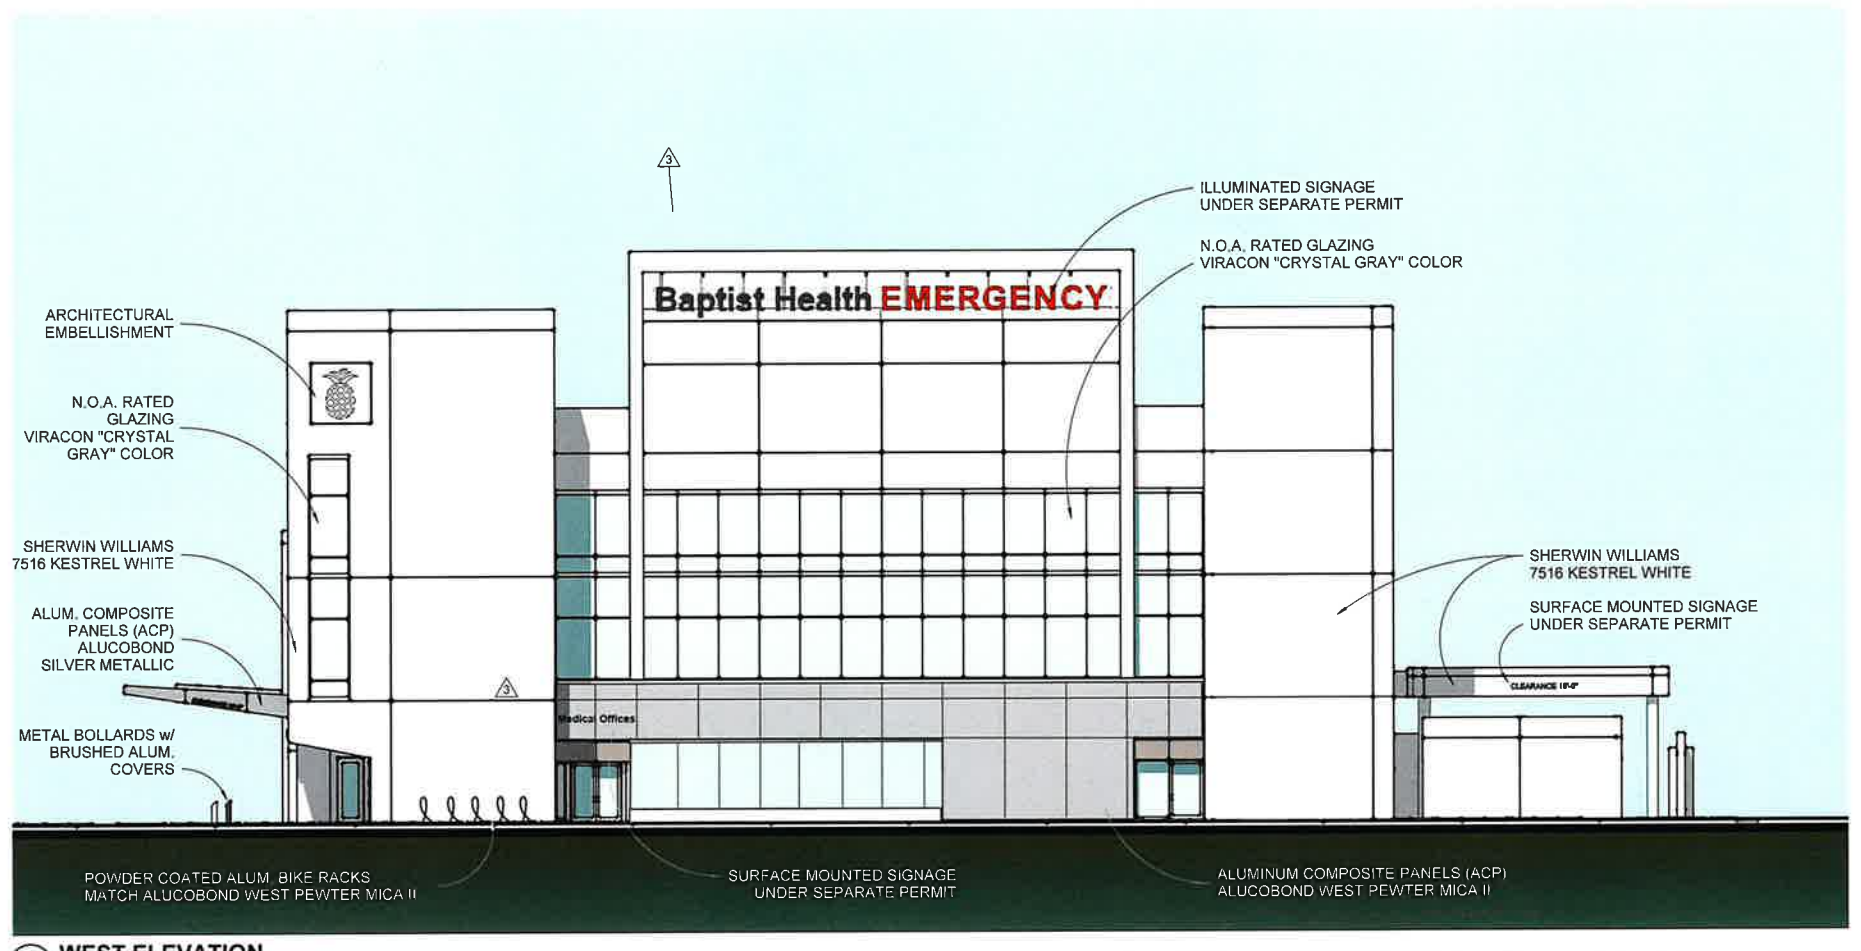 3
ILLUMINATED SIGNAGE
UNDER SEPARATE PERMIT
N.O.A. RATED GLAZING
VIRACON "CRYSTAL GRAY" COLOR
Baptist Health EMERGENCY
ARCHITECTURAL
EMBELLISHMENT
N.O.A. RATED
GLAZING
VIRACON "CRYSTAL
GRAY" COLOR
SHERWIN WILLIAMS
7516 KESTREL WHITE
ALUM. COMPOSITE
PANELS (ACP)
ALUCOBOND
SILVER METALLIC
METAL BOLLARDS w/
BRUSHED ALUM.
COVERS
3
Medical Offices
SHERWIN WILLIAMS
7516 KESTREL WHITE
SURFACE MOUNTED SIGNAGE
UNDER SEPARATE PERMIT
CLEARANCE
POWDER COATED ALUM. BIKE RACKS
MATCH ALUCOBOND WEST PEWTER MICA II
SURFACE MOUNTED SIGNAGE
UNDER SEPARATE PERMIT
ALUMINUM COMPOSITE PANELS (ACP)
ALUCOBOND WEST PEWTER MICA II
WEST ELEVATION